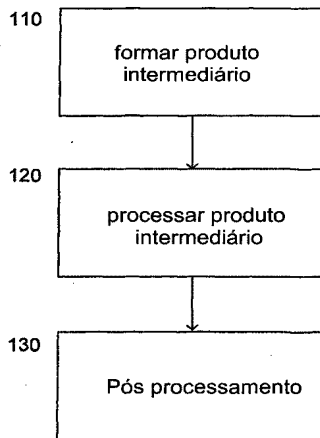 110
formar produto
intermediário
120
processar produto
intermediário
130
Pós processamento